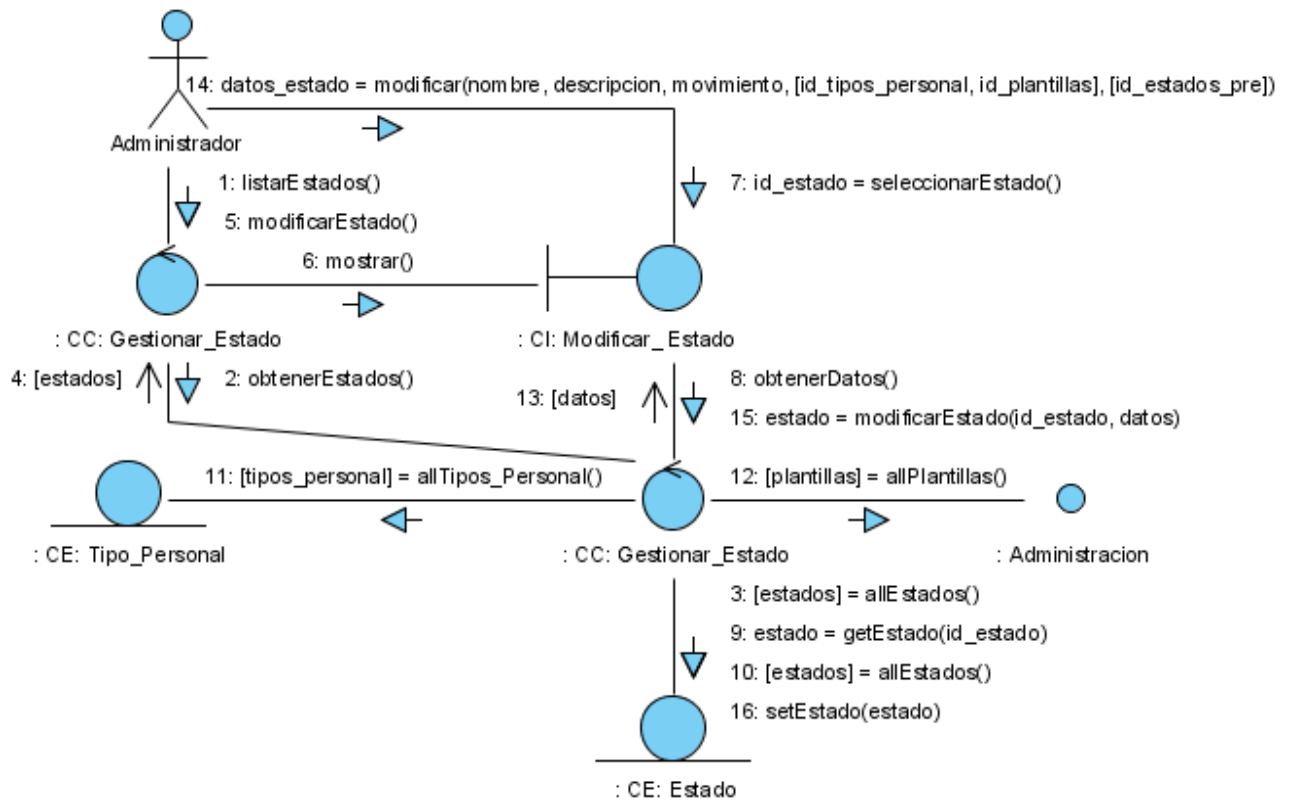 14: datos_estado = modificar(nombre, descripcion, movimiento, [id_tipos_personal, id_plantillas], [id_estados_pre])
Administrador
1: listarEstados()
7: id_estado = seleccionarEstado()
5: modificarEstado()
6: mostrar()
: CC: Gestionar_Estado
: CI: Modificar_ Estado
4: [estados]
2: obtenerEstados()
8: obtenerDatos()
13: [datos]
15: estado = modificarEstado(id_estado, datos)
11: [tipos_personal] = allTipos_Personal()
12: [plantillas] = allPlantillas()
: CE: Tipo_Personal
: CC: Gestionar_Estado
: Administracion
3: [estados] = allEstados()
9: estado = getEstado(id_estado)
10: [estados] = allEstados()
16: setEstado(estado)
: CE: Estado